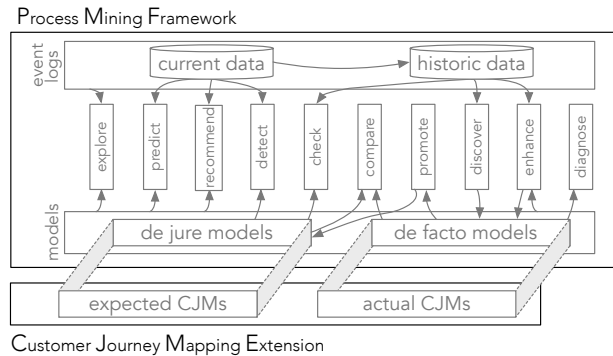 Process Mining Framework
event
logs
current data
historic data
explore
predict
recommend
detect
check
compare
promote
discover
enhance
diagnose
models
de jure models
de facto models
expected CJMs
actual CJMs
Customer Journey Mapping Extension